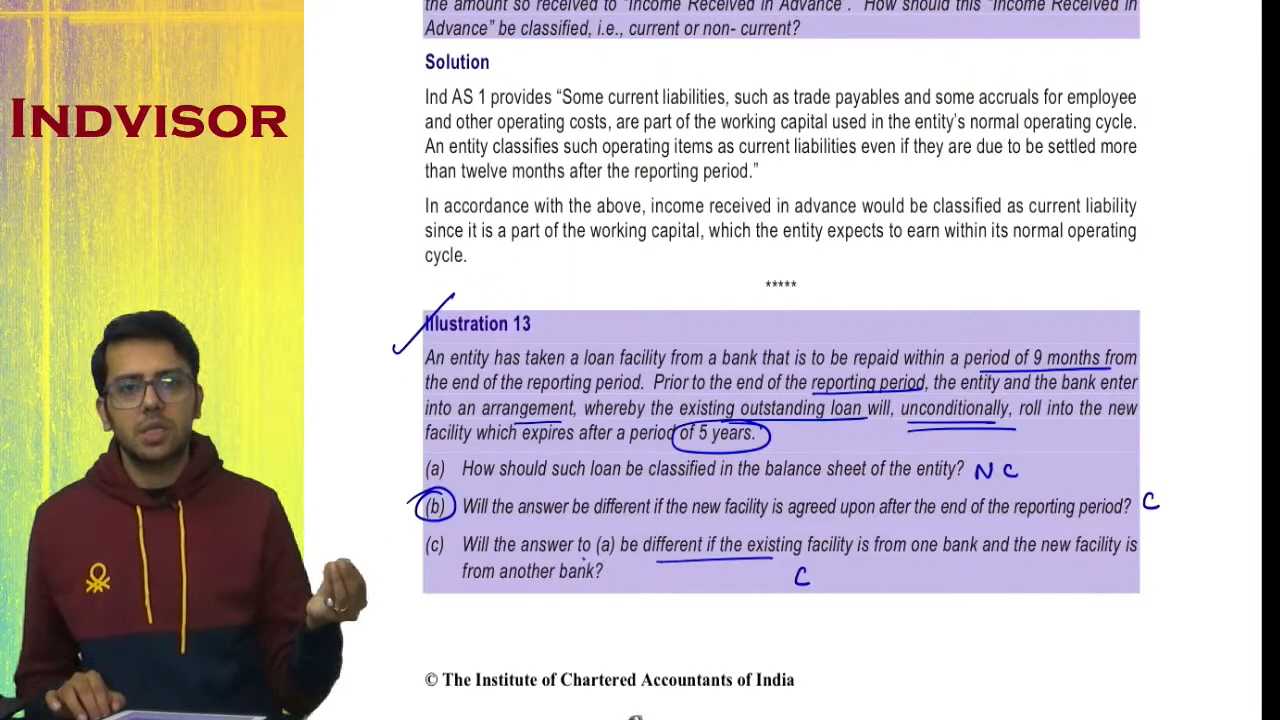 INDVISOR
the amount so received to "Income Received in Advance". How should this "Income Received in
Advance" be classified, i.e., current or non- current?
Solution
Ind AS 1 provides “Some current liabilities, such as trade payables and some accruals for employee
and other operating costs, are part of the working capital used in the entity’s normal operating cycle.
An entity classifies such operating items as current liabilities even if they are due to be settled more
than twelve months after the reporting period.”
In accordance with the above, income received in advance would be classified as current liability
since it is a part of the working capital, which the entity expects to earn within its normal operating
cycle.
*****
Illustration 13
An entity has taken a loan facility from a bank that is to be repaid within a period of 9 months from
the end of the reporting period. Prior to the end of the reporting period, the entity and the bank enter
into an arrangement, whereby the existing outstanding loan will, unconditionally, roll into the new
facility which expires after a period of 5 years.
(a) How should such loan be classified in the balance sheet of the entity? NC
(b) Will the answer be different if the new facility is agreed upon after the end of the reporting period? C
(c) Will the answer to (a) be different if the existing facility is from one bank and the new facility is
from another bank? C
© The Institute of Chartered Accountants of India